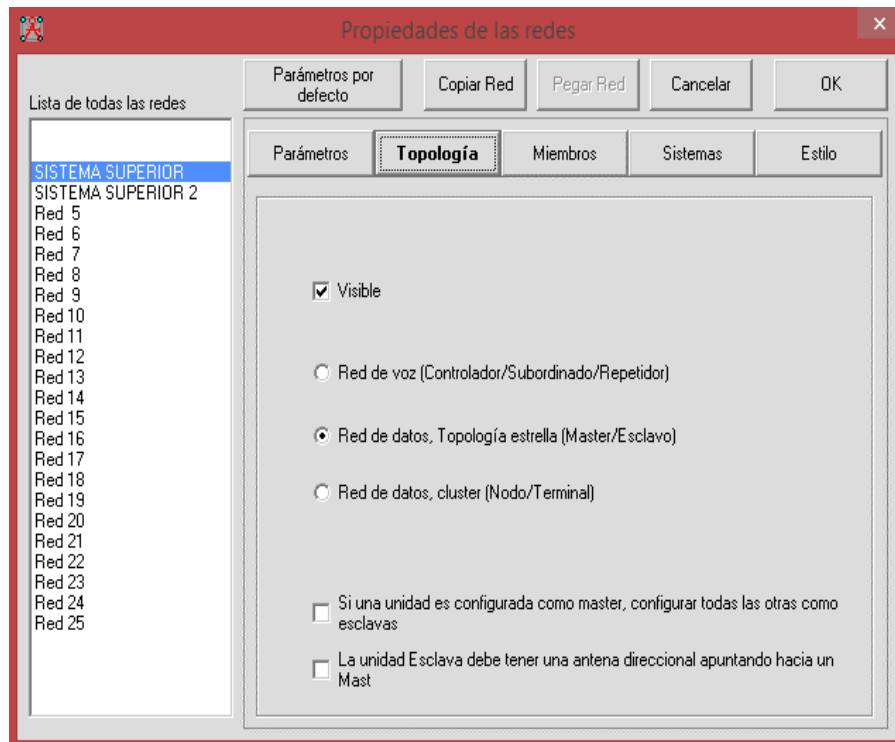 Propiedades de las redes
×
Lista de todas las redes
Parámetros por
defecto
Copiar Red
Pegar Red
Cancelar
OK
SISTEMA SUPERIOR
SISTEMA SUPERIOR 2
Red 5
Red 6
Red 7
Red 8
Red 9
Red 10
Red 11
Red 12
Red 13
Red 14
Red 15
Red 16
Red 17
Red 18
Red 19
Red 20
Red 21
Red 22
Red 23
Red 24
Red 25
Parámetros
Topología
Miembros
Sistemas
Estilo
Visible
Red de voz (Controlador/Subordinado/Repetidor)
Red de datos, Topología estrella (Master/Esclavo)
Red de datos, cluster (Nodo/Terminal)
Si una unidad es configurada como master, configurar todas las otras como
esclavas
La unidad Esclava debe tener una antena direccional apuntando hacia un
Mast